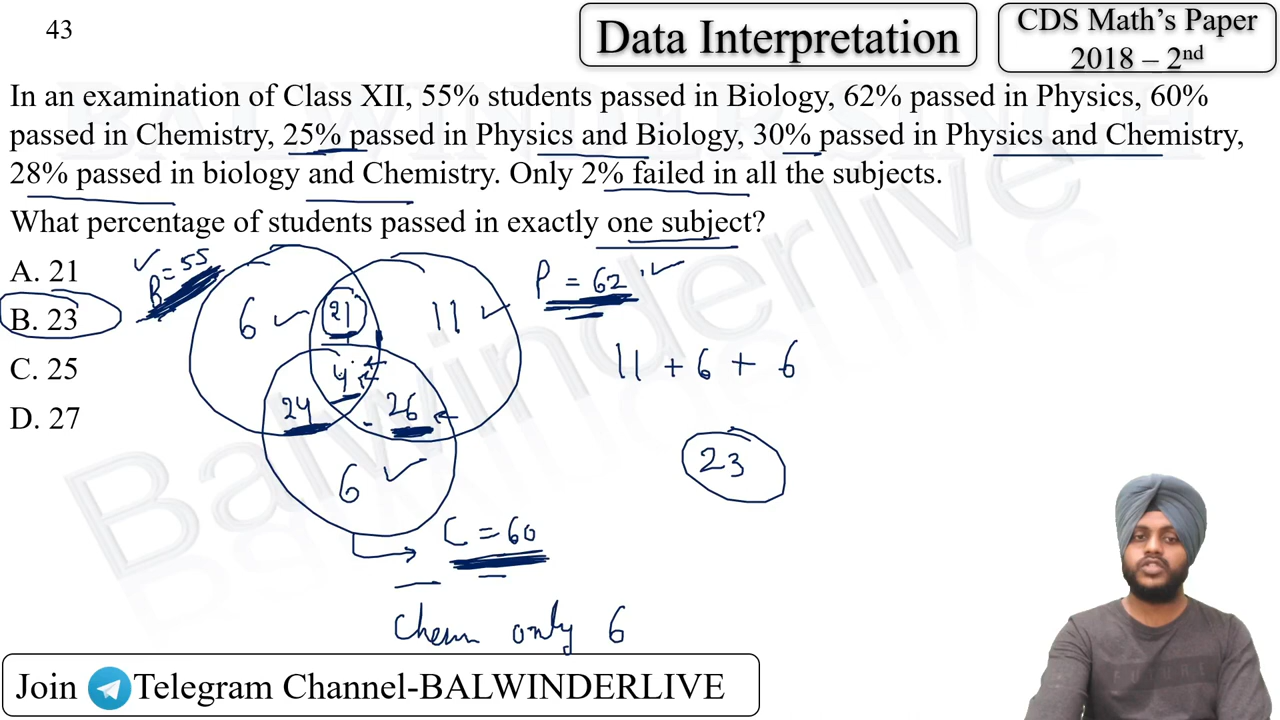 43
Data Interpretation
CDS Math's Paper
2018 – 2nd
In an examination of Class XII, 55% students passed in Biology, 62% passed in Physics, 60%
passed in Chemistry, 25% passed in Physics and Biology, 30% passed in Physics and Chemistry,
28% passed in biology and Chemistry. Only 2% failed in all the subjects.
What percentage of students passed in exactly one subject?
A. 21
B. 23
C. 25
D. 27
B = 55
P = 62
6
21
11
4
24
26
6
11 + 6 + 6
23
C = 60
Chem only 6
Balwinderlive
Join Telegram Channel-BALWINDERLIVE